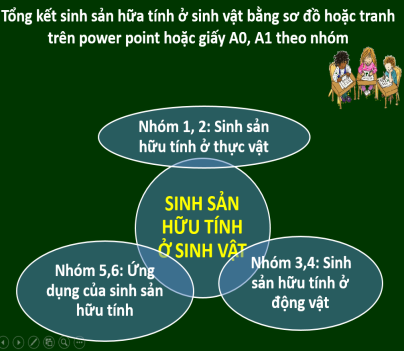 Tổng kết sinh sản hữa tính ở sinh vật bằng sơ đồ hoặc tranh
trên power point hoặc giấy A0, A1 theo nhóm
Nhóm 1, 2: Sinh sản
hữu tính ở thực vật
SINH SẢN
HỮU TÍNH
Ở SINH VẬT
Nhóm 5,6: Ứng
dụng của sinh sản
hữu tính
Nhóm 3,4: Sinh
sản hữu tính ở
động vật